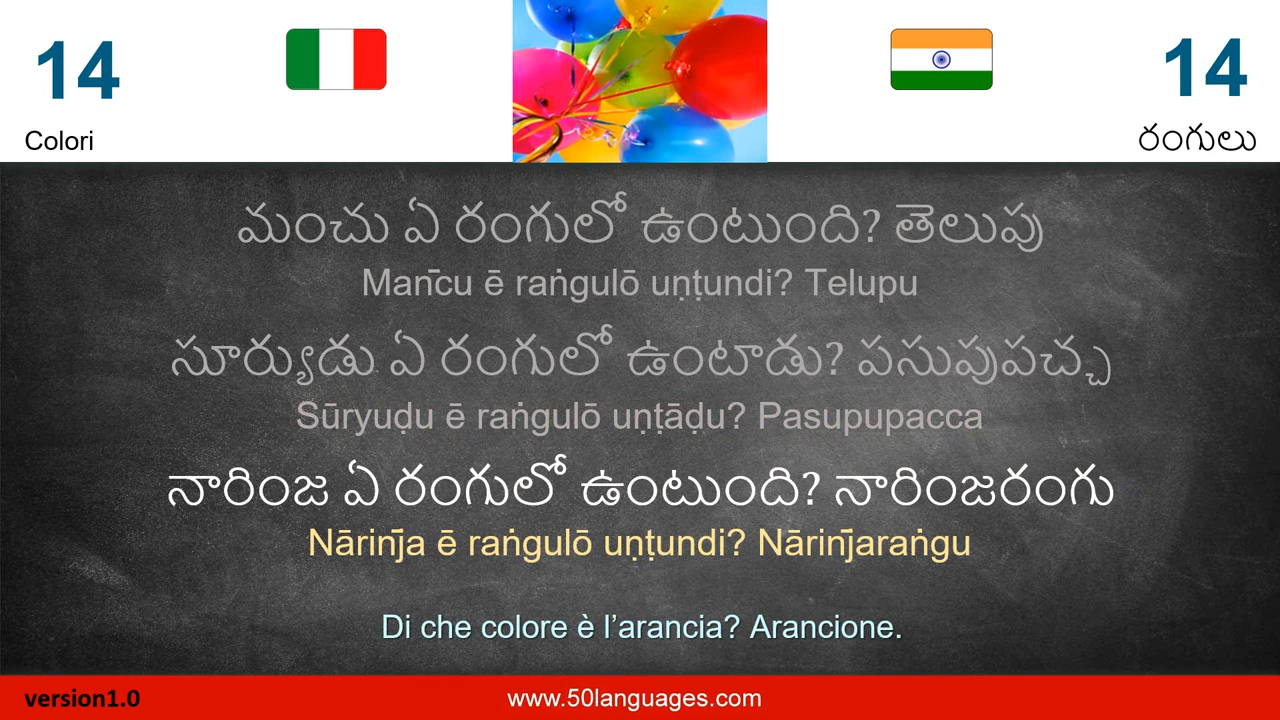 14
14
Colori
రంగులు
మంచు ఏ రంగులో ఉంటుంది? తెలుపు
Man̄cu ē raṅgulō uṇṭundi? Telupu
సూర్యుడు ఏ రంగులో ఉంటాడు? పసుపుపచ్చ
Sūryuḍu ē raṅgulō uṇṭāḍu? Pasupupacca
నారింజ ఏ రంగులో ఉంటుంది? నారింజరంగు
Nārin̄ja ē raṅgulō uṇṭundi? Nārin̄jaraṅgu
Di che colore è l’arancia? Arancione.
version1.0
www.50languages.com